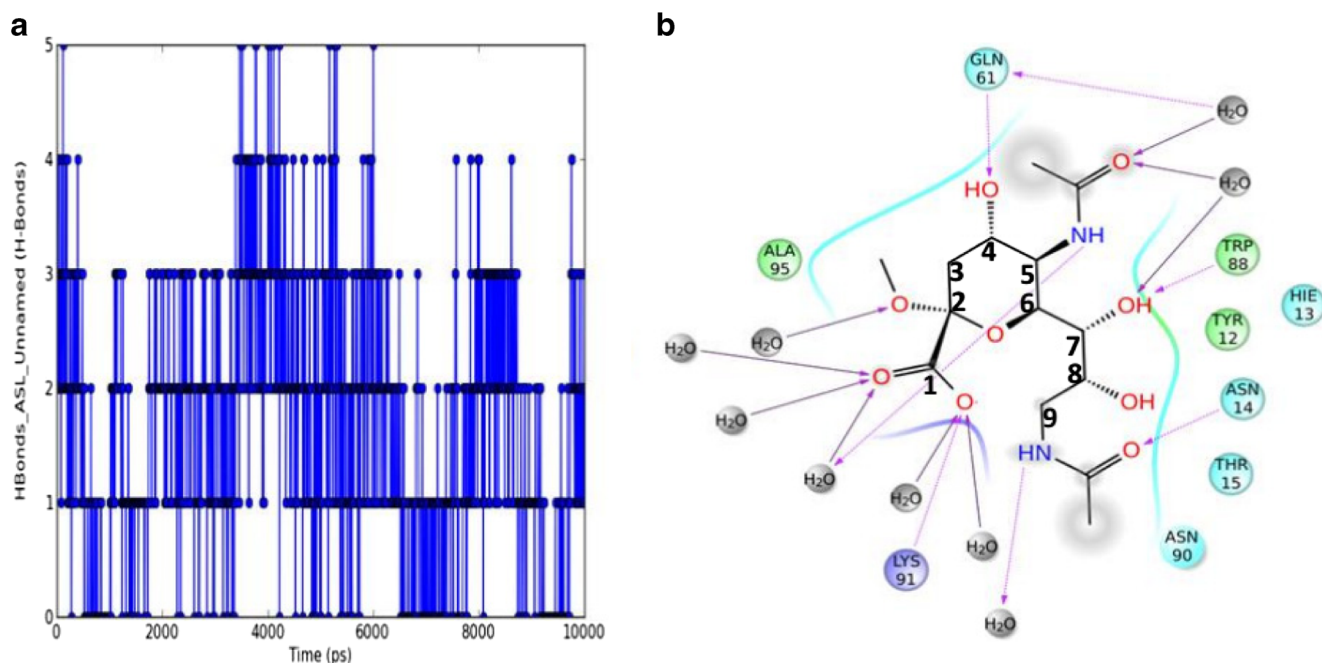 a
b
HBonds_ASL_Unnamed (H-Bonds)
5
4
3
2
1
0
0
2000
4000
6000
8000
10000
Time (ps)
GLN
61
H₂O
O
H₂O
HO
ALA
95
4
NH
TRP
88
3
5
HIE
13
O
2
6
OH
O
TYR
12
H₂O
H₂O
7
O
1
8
ASN
14
O
OH
H₂O
9
HN
O
H₂O
THR
15
H₂O
LYS
91
H₂O
ASN
90
H₂O